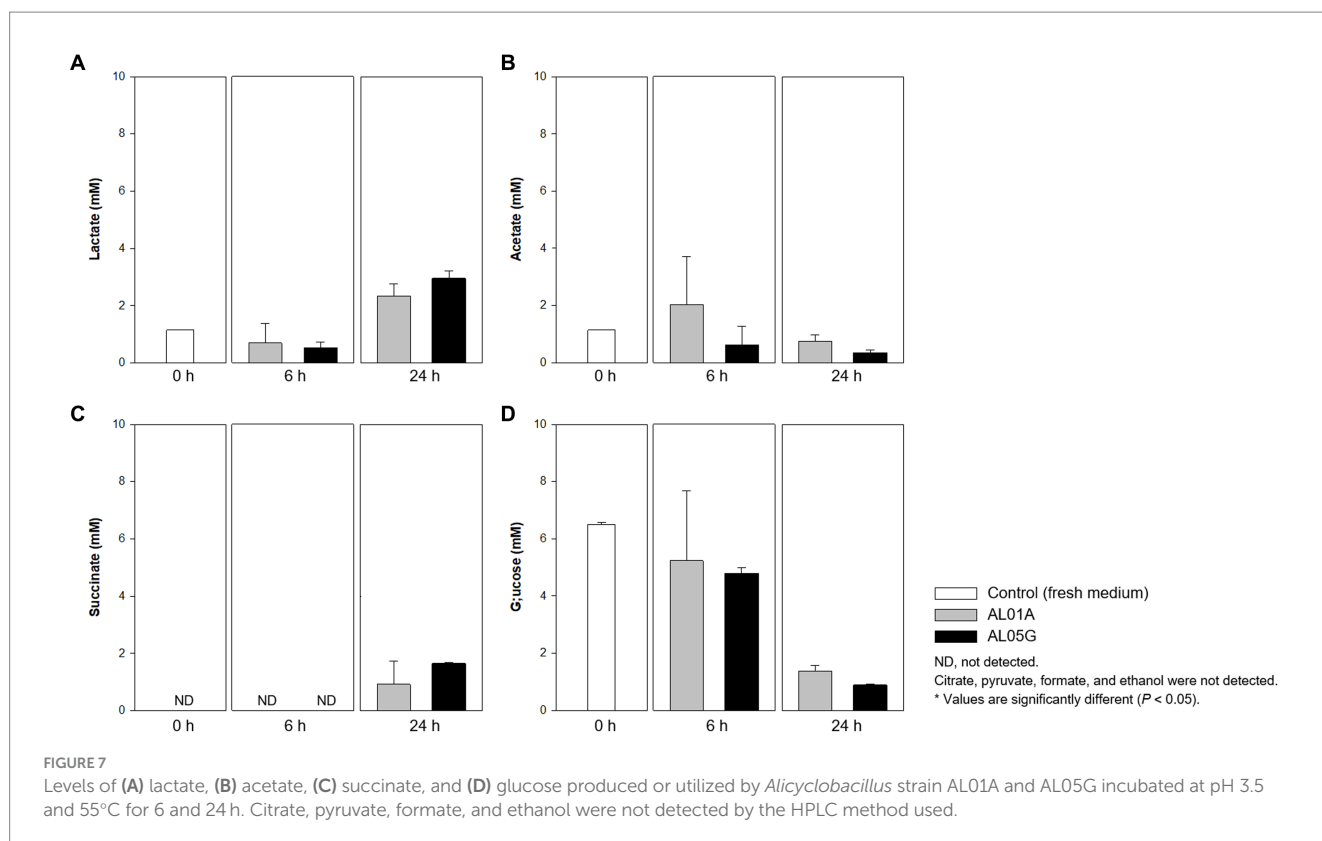 A
10
8
6
4
2
0
Lactate (mM)
0 h
6 h
24 h
B
10
8
6
4
2
0
Acetate (mM)
0 h
6 h
24 h
C
10
8
6
4
2
0
Succinate (mM)
ND
ND
ND
0 h
6 h
24 h
D
10
8
6
4
2
0
G;ucose (mM)
0 h
6 h
24 h
Control (fresh medium)
AL01A
AL05G
ND, not detected.
Citrate, pyruvate, formate, and ethanol were not detected.
* Values are significantly different (P < 0.05).
FIGURE 7
Levels of (A) lactate, (B) acetate, (C) succinate, and (D) glucose produced or utilized by Alicyclobacillus strain AL01A and AL05G incubated at pH 3.5
and 55°C for 6 and 24 h. Citrate, pyruvate, formate, and ethanol were not detected by the HPLC method used.